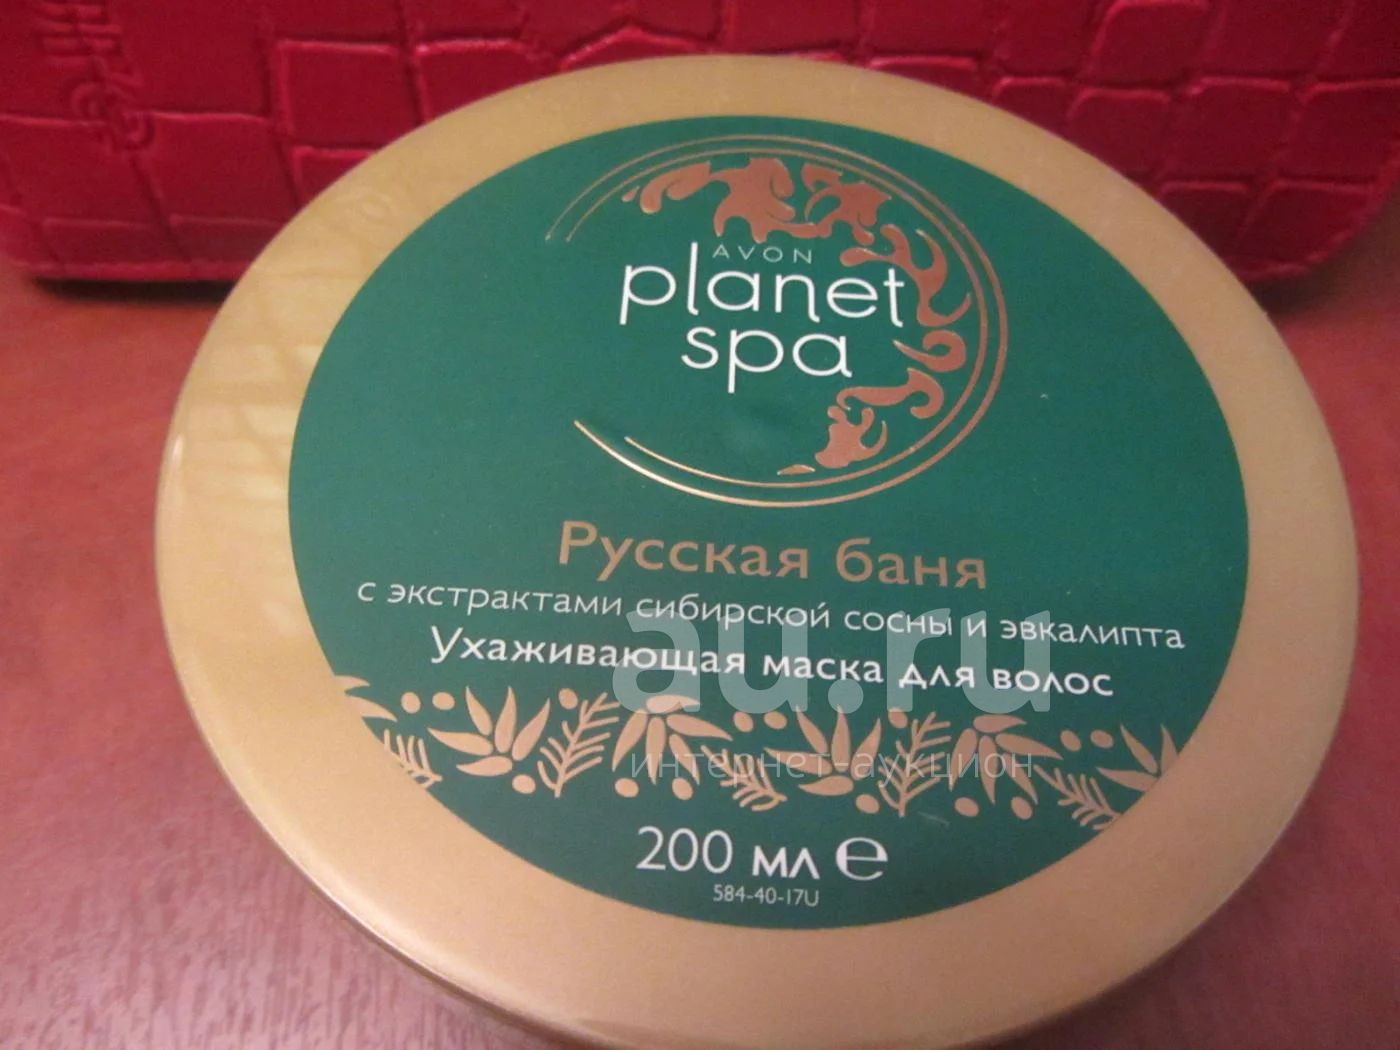 AVON
planet
spa
Русская баня
с экстрактами сибирской сосны и эвкалипта
Ухаживающая маска для волос
au.ru
интернет-аукцион
200 мл ℮
584-40-17U